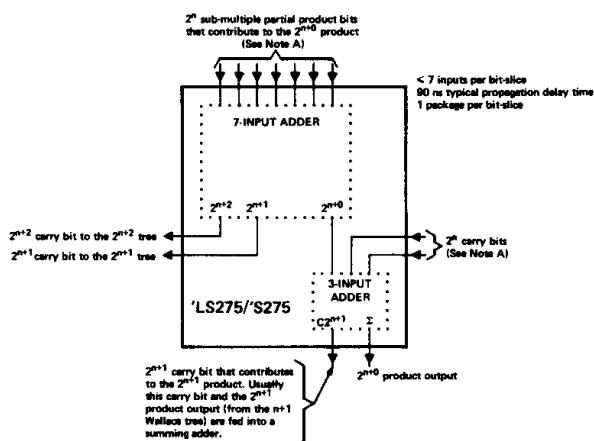 2ⁿ sub-multiple partial product bits
that contribute to the 2ⁿ⁺⁰ product
(See Note A)
< 7 inputs per bit-slice
90 ns typical propagation delay time
1 package per bit-slice
7-INPUT ADDER
2ⁿ⁺² 2ⁿ⁺¹ 2ⁿ⁺⁰
2ⁿ⁺² carry bit to the 2ⁿ⁺² tree
2ⁿ⁺¹ carry bit to the 2ⁿ⁺¹ tree
2ⁿ carry bits
(See Note A)
3-INPUT
ADDER
'LS275/'S275
C2ⁿ⁺¹ Σ
2ⁿ⁺⁰ product output
2ⁿ⁺¹ carry bit that contributes
to the 2ⁿ⁺¹ product. Usually
this carry bit and the 2ⁿ⁺¹
product output (from the n+1
Wallace tree) are fed into a
summing adder.